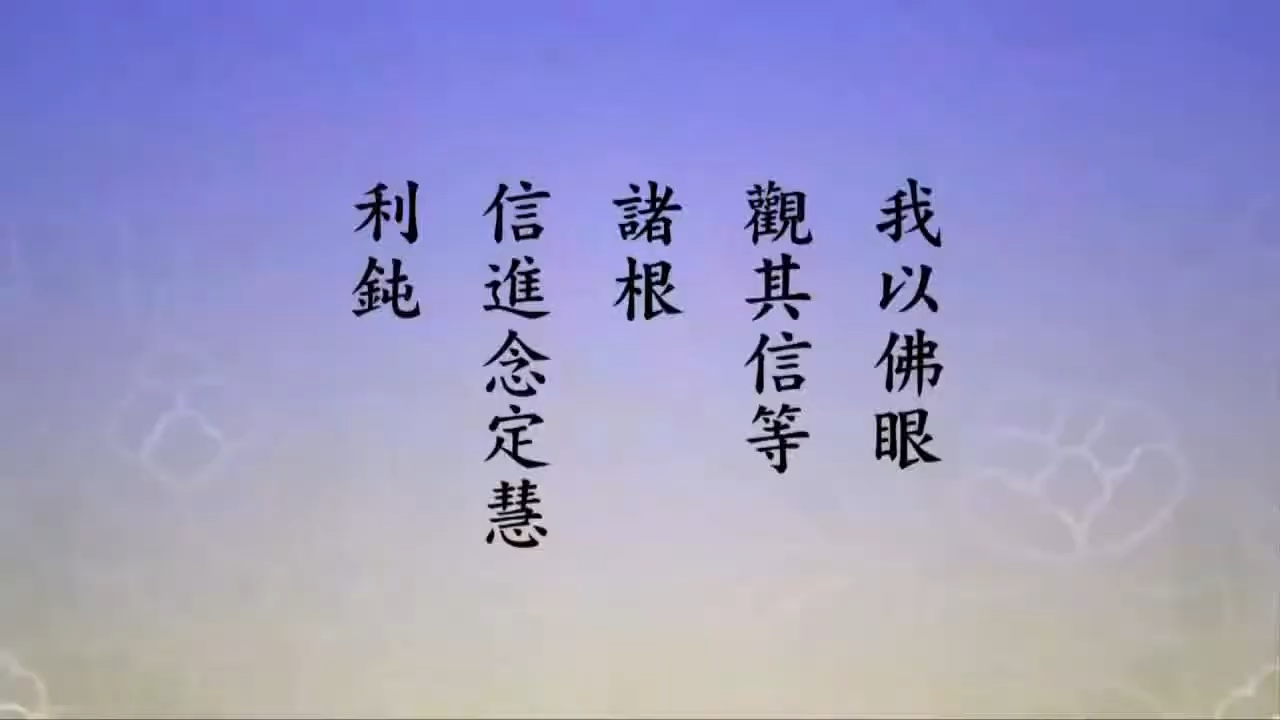 我以佛眼
觀其信等
諸根
信進念定慧
利鈍